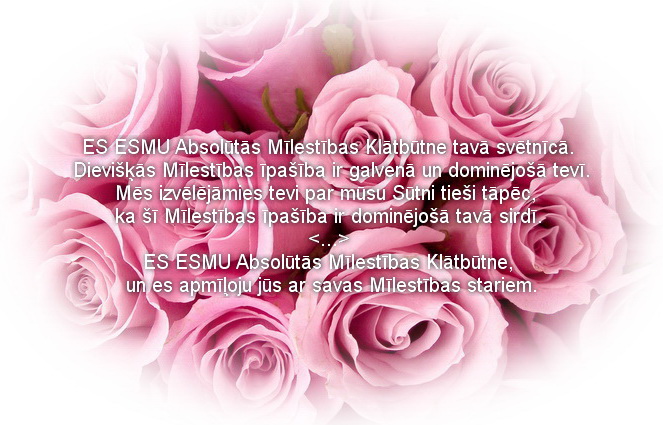 ES ESMU Absolūtās Mīlestības Klātbūtne tavā svētnīcā.
Dievišķās Mīlestības īpašība ir galvenā un dominējošā tevī.
Mēs izvēlējāmies tevi par mūsu Sūtni tieši tāpēc,
ka šī Mīlestības īpašība ir dominējošā tavā sirdī.
<...>
ES ESMU Absolūtās Mīlestības Klātbūtne,
un es apmīļoju jūs ar savas Mīlestības stariem.